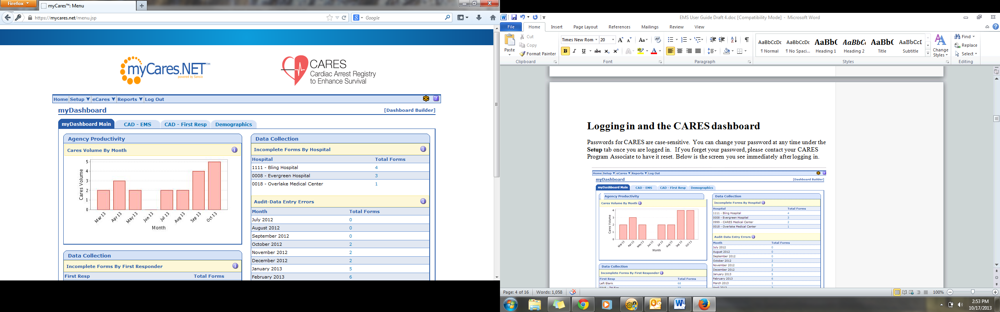 Firefox
myCares™: Menu
https://mycares.net/menu.jsp
Google
myCares.NET™
powered by Sansio
CARES
Cardiac Arrest Registry
to Enhance Survival
Home Setup eCares Reports Log Out
myDashboard
[Dashboard Builder]
myDashboard Main CAD - EMS CAD - First Resp Demographics
Agency Productivity
Cares Volume By Month
5
4
3
2
1
0
Cares Volume
Mar 13 Apr 13 May 13 Jun 13 Jul 13 Aug 13 Sep 13 Oct 13
Month
Data Collection
Incomplete Forms By First Responder
First Resp Total Forms
Data Collection
Incomplete Forms By Hospital
Hospital Total Forms
1111 - Bling Hospital 4
0008 - Evergreen Hospital 3
0018 - Overlake Medical Center 1
Audit-Data Entry Errors
Month Total Forms
July 2012 0
August 2012 0
September 2012 0
October 2012 2
November 2012 2
December 2012 2
January 2013 5
February 2013 6
EMS User Guide Draft 4.doc [Compatibility Mode] - Microsoft Word
File Home Insert Page Layout References Mailings Review View
Paste
Cut
Copy
Format Painter
Clipboard
Times New Rom 20
Font
Paragraph
AaBbCcDc AaBbCcDc AaBbC AaBbCc AaBbC AaBbCcI
¶ Normal ¶ No Spaci... Heading 1 Heading 2 Title Subtitle
Change
Styles
Styles
Find
Replace
Select
Editing
Logging in and the CARES dashboard
Passwords for CARES are case-sensitive. You can change your password at any time under the
Setup tab once you are logged in. If you forget your password, please contact your CARES
Program Associate to have it reset. Below is the screen you see immediately after logging in.
Home Setup eCares Reports Log Out
myDashboard
[Dashboard Builder]
myDashboard Main CAD - EMS CAD - First Resp Demographics
Agency Productivity
Cares Volume By Month
4
3
2
1
0
Cares Volume
Mar 13 Apr 13 May 13 Jun 13 Jul 13 Aug 13 Sep 13 Oct 13
Month
Data Collection
Incomplete Forms By First Responder
First Resp Total Forms
Left Blank 68
Data Collection
Incomplete Forms By Hospital
Hospital Total Forms
1111 - Bling Hospital 4
0008 - Evergreen Hospital 3
0999 - CARES Medical Center 2
0018 - Overlake Medical Center 1
Audit-Data Entry Errors
Month Total Forms
July 2012 0
August 2012 0
September 2012 0
October 2012 2
November 2012 2
December 2012 2
January 2013 5
February 2013 6
March 2013 1
Page: 4 of 16 Words: 1,058
100%
2:53 PM
10/17/2013